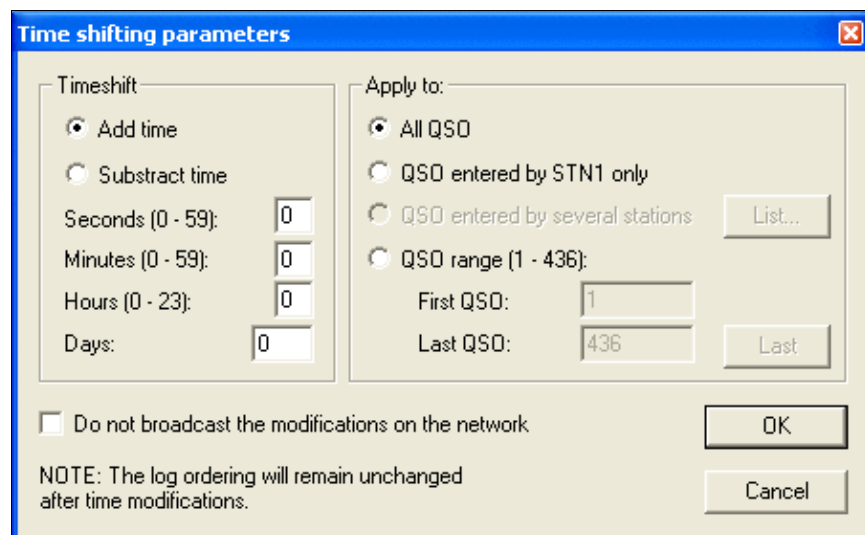 Time shifting parameters
Timeshift
Add time
Substract time
Seconds (0 - 59): 0
Minutes (0 - 59): 0
Hours (0 - 23): 0
Days: 0
Apply to:
All QSO
QSO entered by STN1 only
QSO entered by several stations List...
QSO range (1 - 436):
First QSO: 1
Last QSO: 436 Last
Do not broadcast the modifications on the network
OK
NOTE: The log ordering will remain unchanged
after time modifications.
Cancel